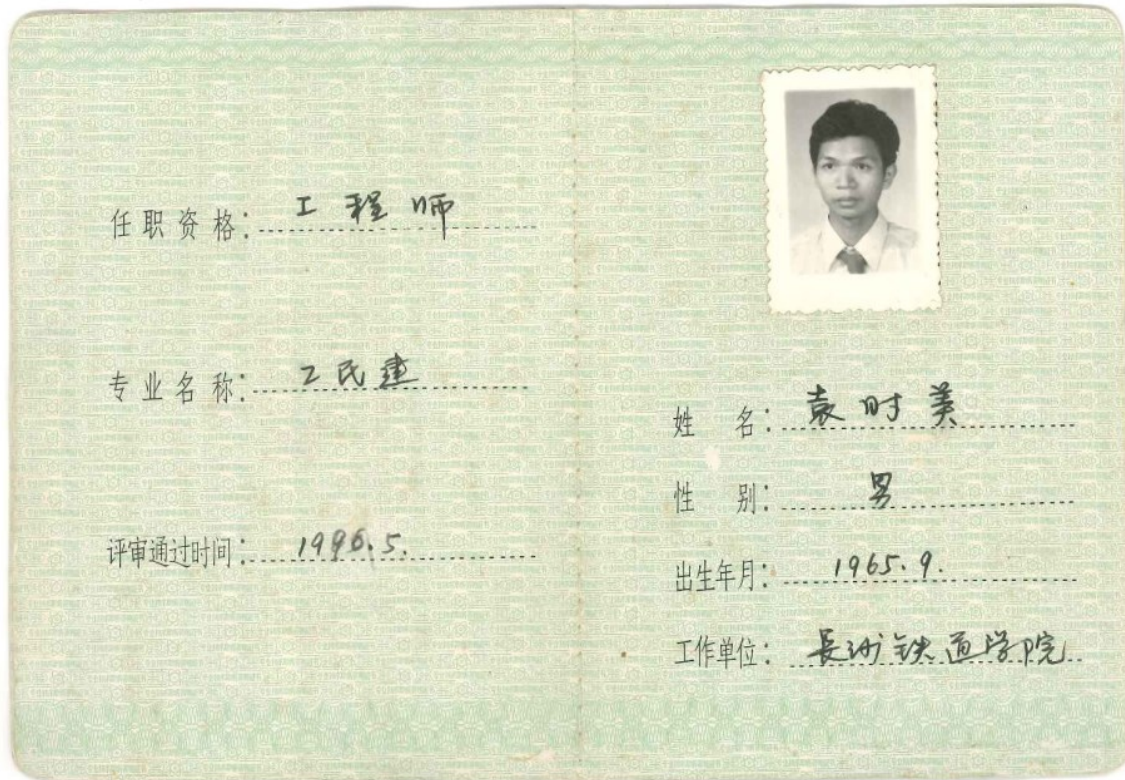 任职资格：工程师
专业名称：工民建
评审通过时间：1996.5.
姓名：袁时美
性别：男
出生年月：1965.9.
工作单位：長沙铁道学院